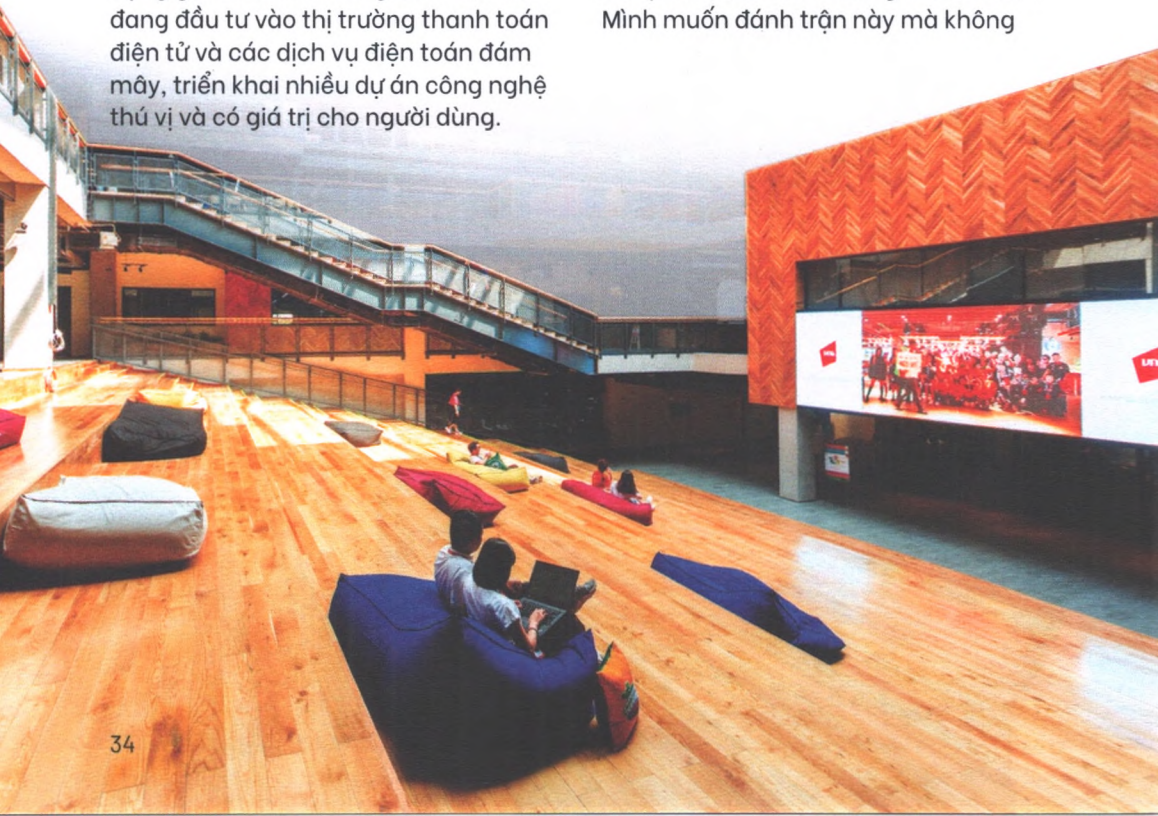 đang đầu tư vào thị trường thanh toán
điện tử và các dịch vụ điện toán đám
mây, triển khai nhiều dự án công nghệ
thú vị và có giá trị cho người dùng.
Mình muốn đánh trận này mà không
34